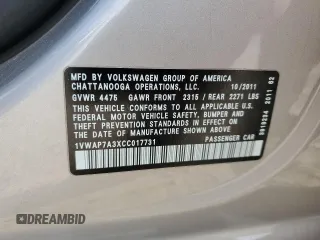 MFD. BY VOLKSWAGEN GROUP OF AMERICA
CHATTANOOGA OPERATIONS, LLC. 10/2011
GVWR 4475 GAWR FRONT 2315 / REAR 2271 LBS
THIS VEHICLE CONFORMS TO ALL APPLICABLE U.S.
FEDERAL MOTOR VEHICLE SAFETY, BUMPER AND
THEFT PREVENTION STANDARDS IN EFFECT ON THE
DATE OF MANUFACTURE SHOWN ABOVE.
1VWAP7A3XCC017731 PASSENGER CAR
2011 02
DREAMBID